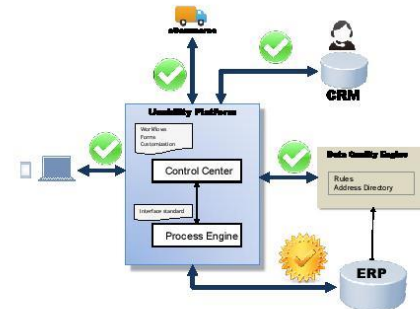 eCommerce
CRM
Usability Platform
Workflows
Forms
Customization
Control Center
Interface standard
Process Engine
Data Quality Engine
Rules
Address Directory
ERP